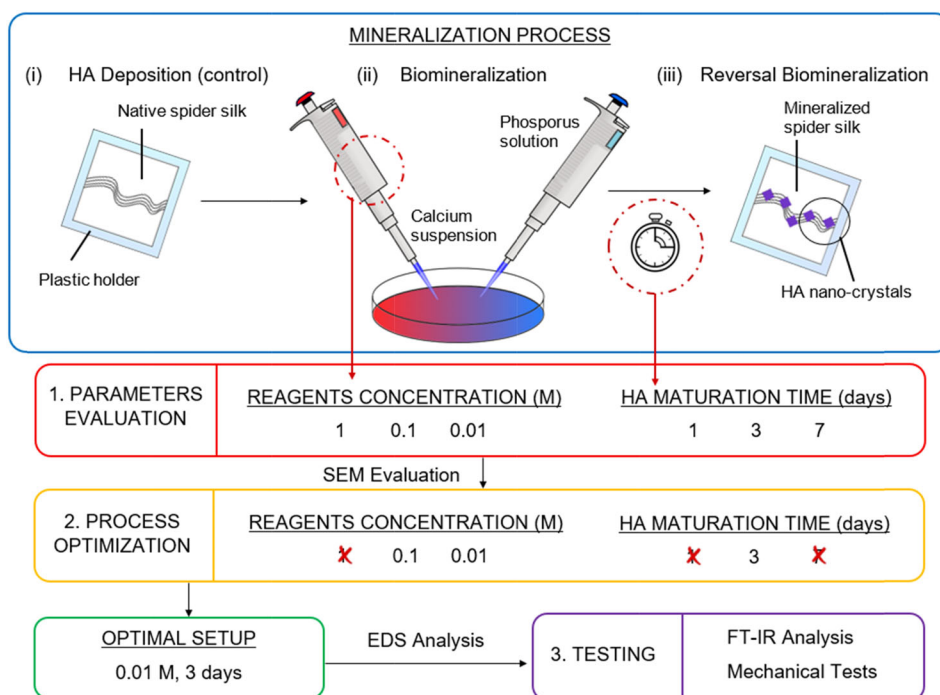 MINERALIZATION PROCESS
(i) HA Deposition (control)
(ii) Biomineralization
(iii) Reversal Biomineralization
Native spider silk
Plastic holder
Calcium
suspension
Phosporus
solution
Mineralized
spider silk
HA nano-crystals
1. PARAMETERS
EVALUATION
REAGENTS CONCENTRATION (M)
1 0.1 0.01
HA MATURATION TIME (days)
1 3 7
SEM Evaluation
2. PROCESS
OPTIMIZATION
REAGENTS CONCENTRATION (M)
1 0.1 0.01
HA MATURATION TIME (days)
1 3 7
OPTIMAL SETUP
0.01 M, 3 days
EDS Analysis
3. TESTING
FT-IR Analysis
Mechanical Tests